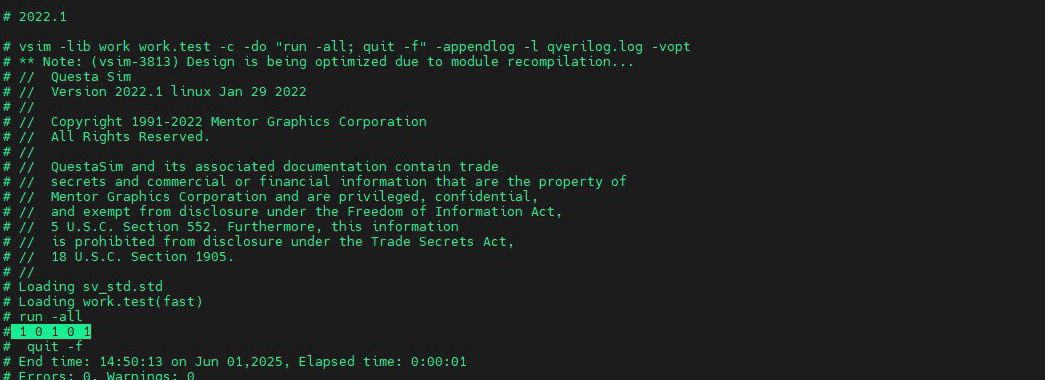 # 2022.1
# vsim -lib work work.test -c -do "run -all; quit -f" -appendlog -l qverilog.log -vopt
# ** Note: (vsim-3813) Design is being optimized due to module recompilation...
# //  Questa Sim
# //  Version 2022.1 linux Jan 29 2022
# //
# //  Copyright 1991-2022 Mentor Graphics Corporation
# //  All Rights Reserved.
# //
# //  QuestaSim and its associated documentation contain trade
# //  secrets and commercial or financial information that are the property of
# //  Mentor Graphics Corporation and are privileged, confidential,
# //  and exempt from disclosure under the Freedom of Information Act,
# //  5 U.S.C. Section 552. Furthermore, this information
# //  is prohibited from disclosure under the Trade Secrets Act,
# //  18 U.S.C. Section 1905.
# //
# Loading sv_std.std
# Loading work.test(fast)
# run -all
# 1 0 1 0 1
#  quit -f
# End time: 14:50:13 on Jun 01,2025, Elapsed time: 0:00:01
# Errors: 0, Warnings: 0